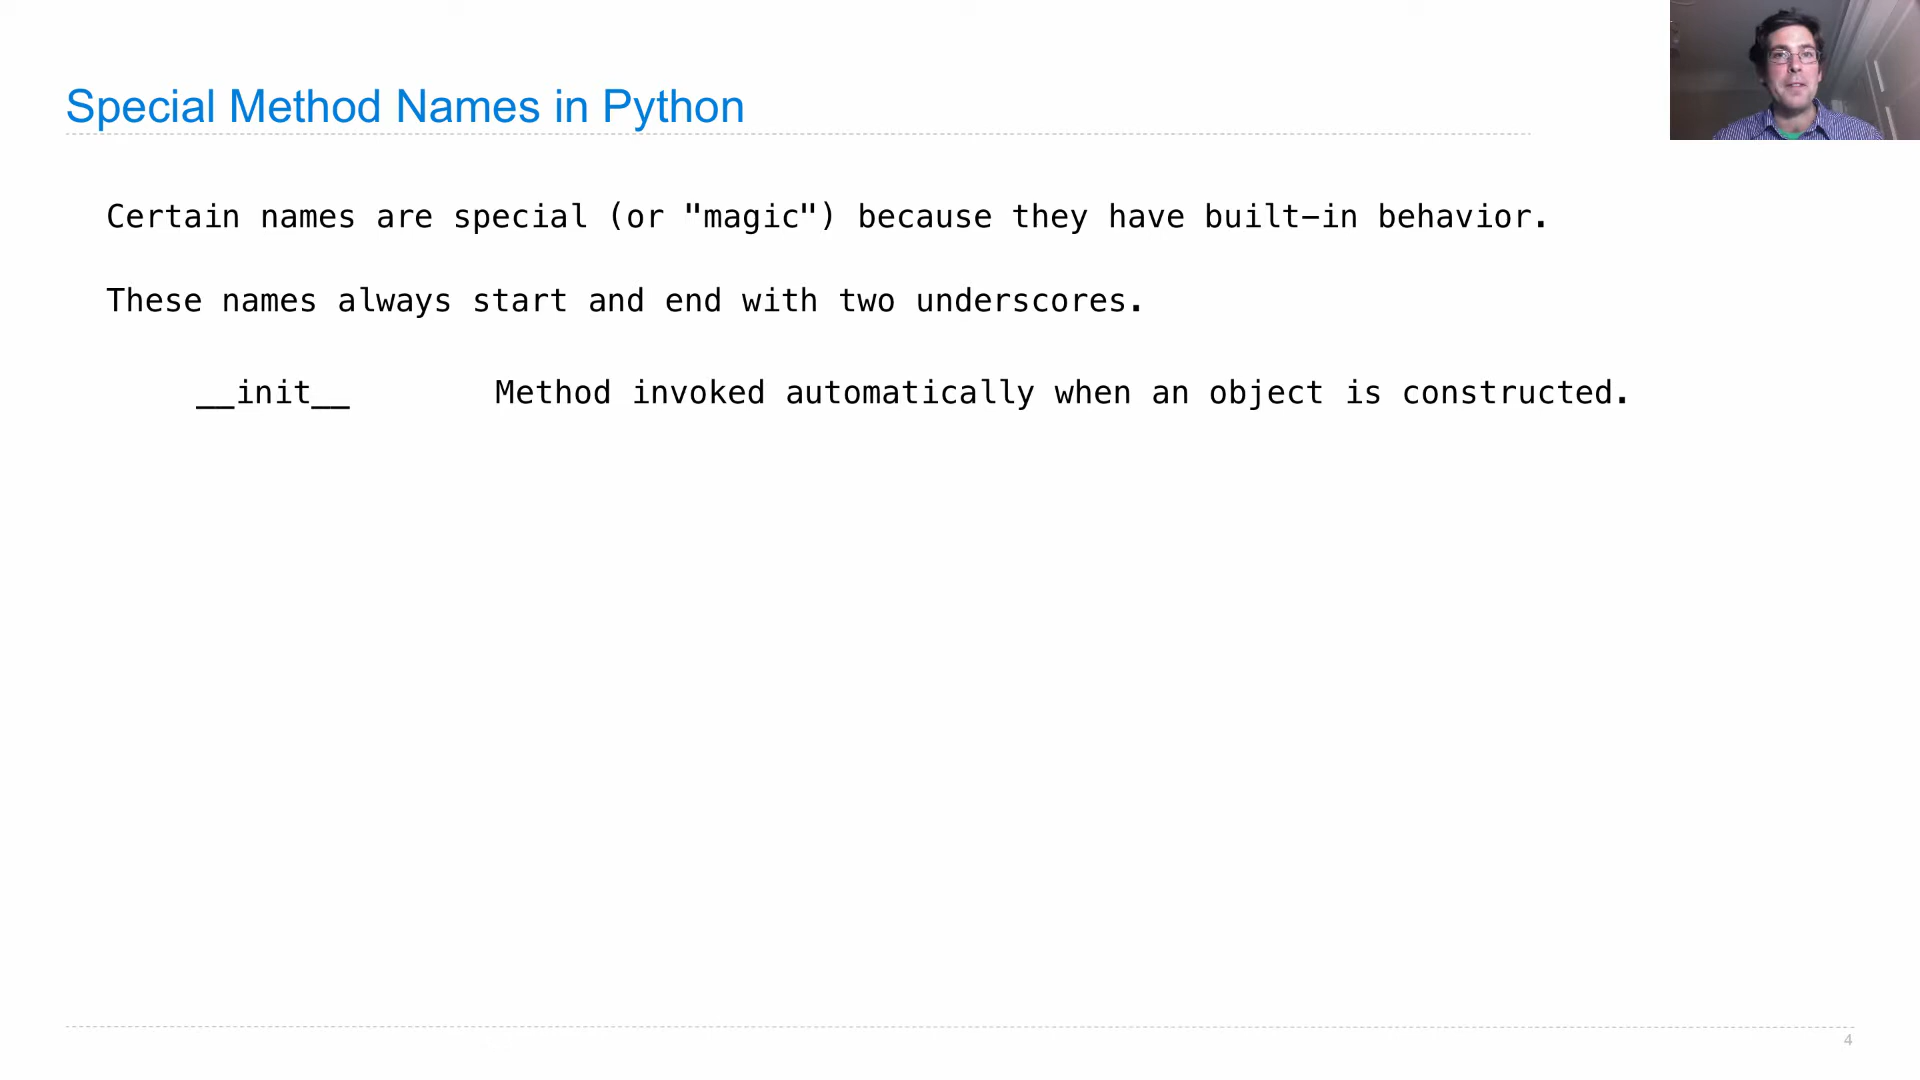 Special Method Names in Python
Certain names are special (or "magic") because they have built-in behavior.
These names always start and end with two underscores.
__init__ Method invoked automatically when an object is constructed.
4